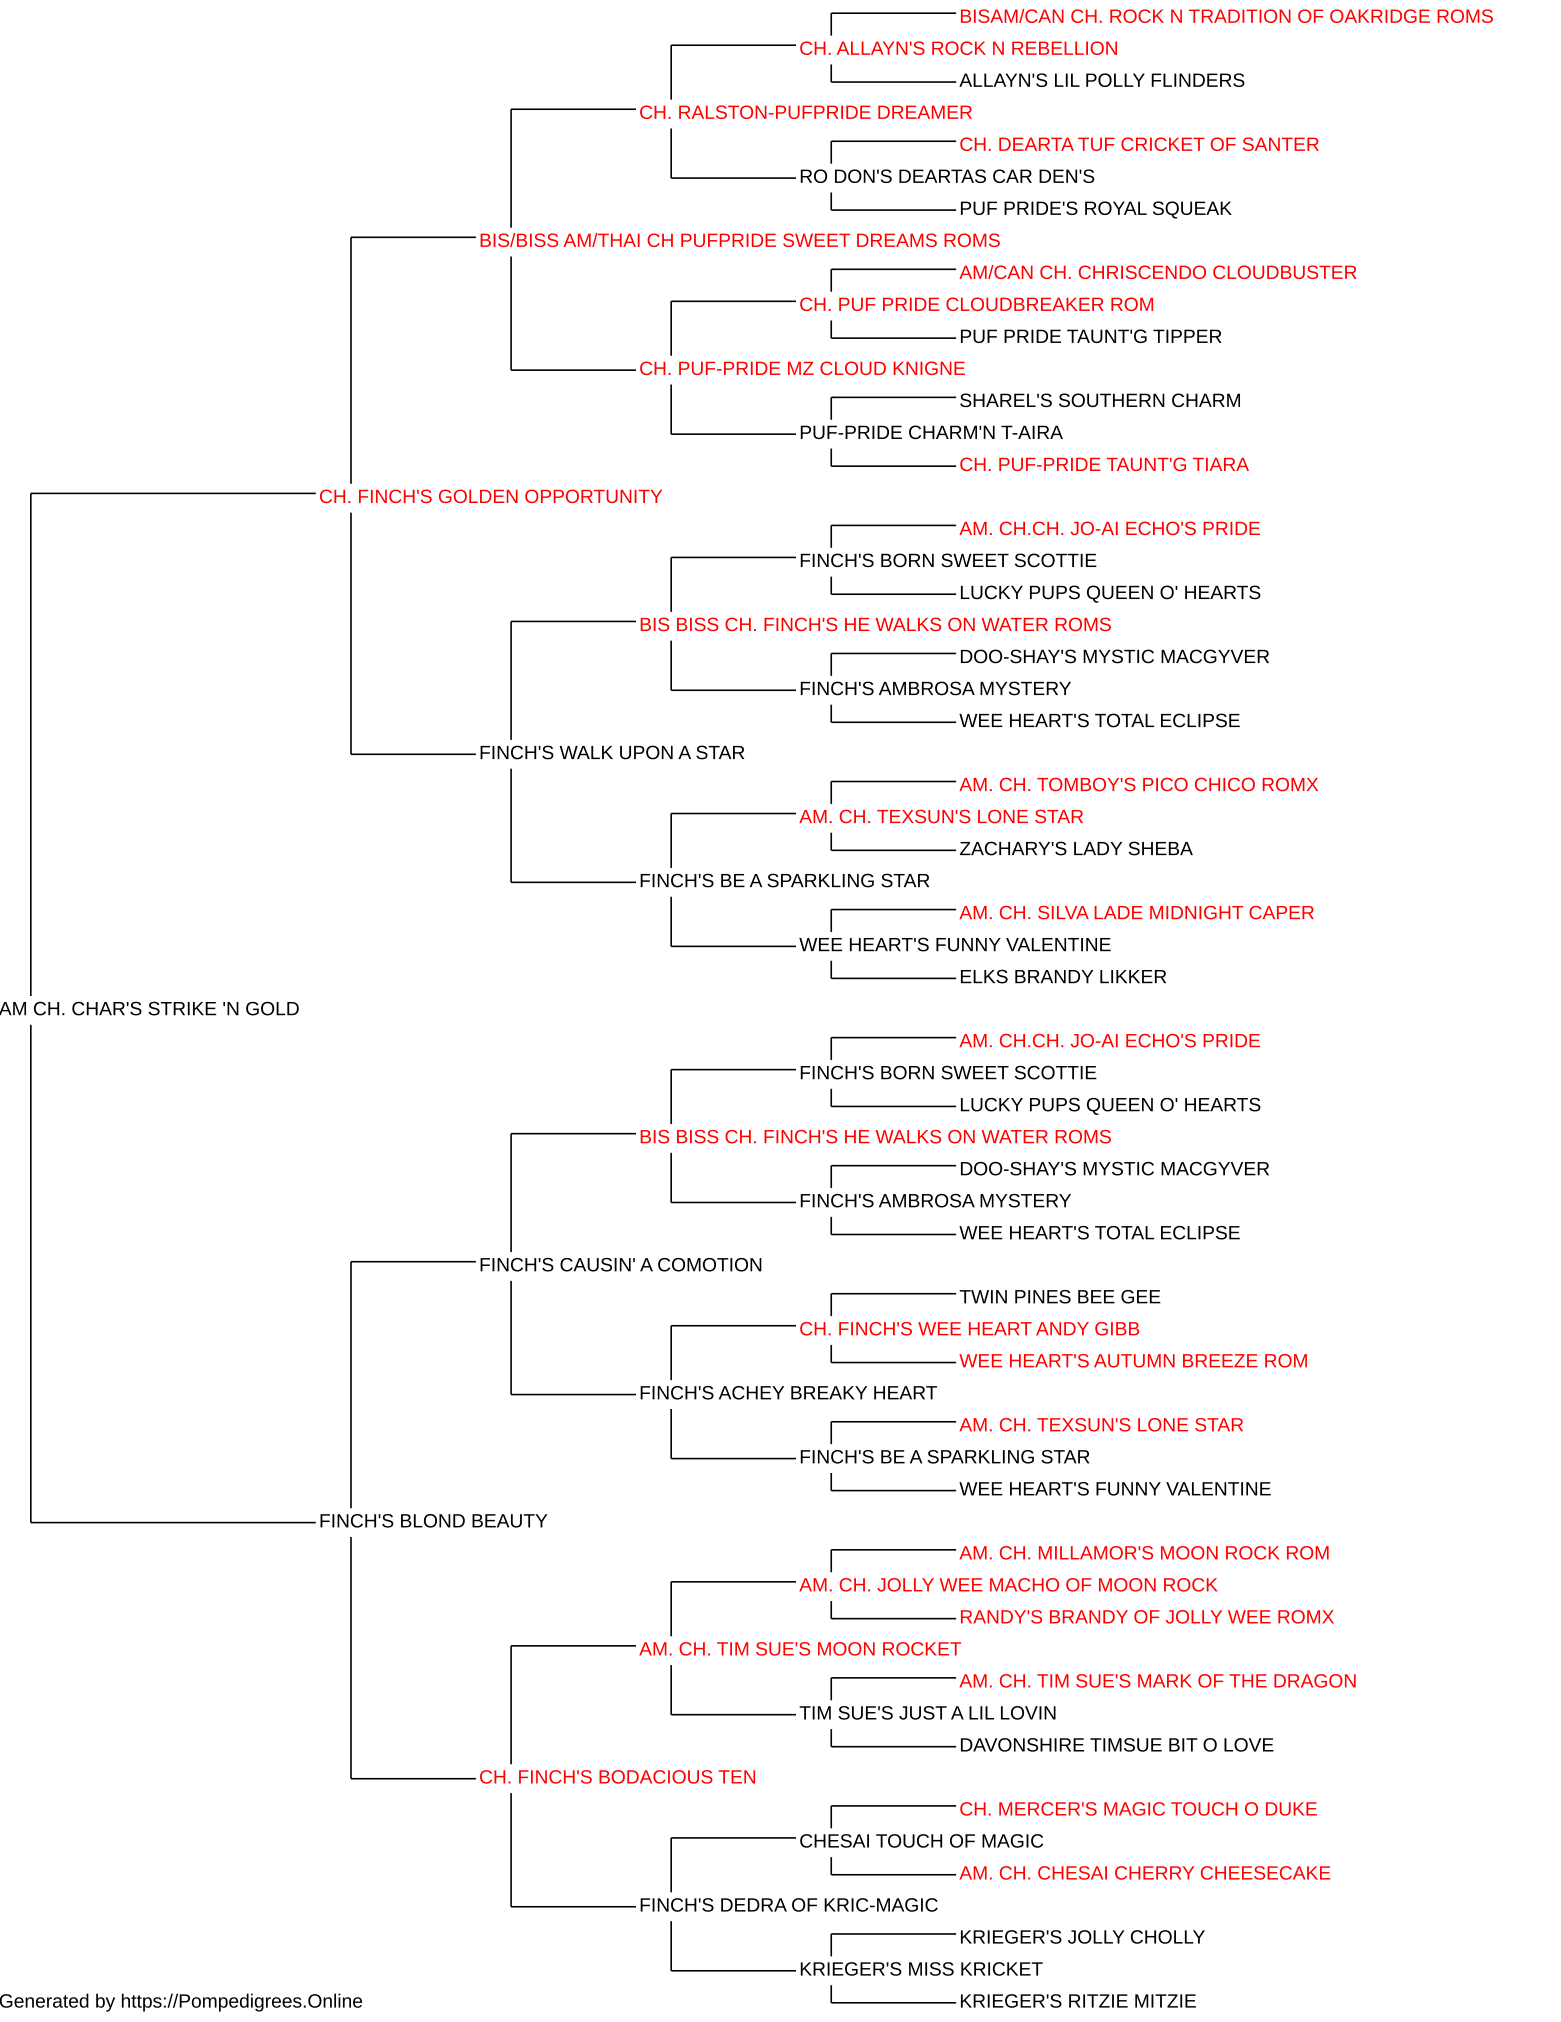 BISAM/CAN CH. ROCK N TRADITION OF OAKRIDGE ROMS
CH. ALLAYN'S ROCK N REBELLION
ALLAYN'S LIL POLLY FLINDERS
CH. RALSTON-PUFPRIDE DREAMER
CH. DEARTA TUF CRICKET OF SANTER
RO DON'S DEARTAS CAR DEN'S
PUF PRIDE'S ROYAL SQUEAK
BIS/BISS AM/THAI CH PUFPRIDE SWEET DREAMS ROMS
AM/CAN CH. CHRISCENDO CLOUDBUSTER
CH. PUF PRIDE CLOUDBREAKER ROM
PUF PRIDE TAUNT'G TIPPER
CH. PUF-PRIDE MZ CLOUD KNIGNE
SHAREL'S SOUTHERN CHARM
PUF-PRIDE CHARM'N T-AIRA
CH. PUF-PRIDE TAUNT'G TIARA
CH. FINCH'S GOLDEN OPPORTUNITY
AM. CH.CH. JO-AI ECHO'S PRIDE
FINCH'S BORN SWEET SCOTTIE
LUCKY PUPS QUEEN O' HEARTS
BIS BISS CH. FINCH'S HE WALKS ON WATER ROMS
DOO-SHAY'S MYSTIC MACGYVER
FINCH'S AMBROSA MYSTERY
WEE HEART'S TOTAL ECLIPSE
FINCH'S WALK UPON A STAR
AM. CH. TOMBOY'S PICO CHICO ROMX
AM. CH. TEXSUN'S LONE STAR
ZACHARY'S LADY SHEBA
FINCH'S BE A SPARKLING STAR
AM. CH. SILVA LADE MIDNIGHT CAPER
WEE HEART'S FUNNY VALENTINE
ELKS BRANDY LIKKER
AM CH. CHAR'S STRIKE 'N GOLD
AM. CH.CH. JO-AI ECHO'S PRIDE
FINCH'S BORN SWEET SCOTTIE
LUCKY PUPS QUEEN O' HEARTS
BIS BISS CH. FINCH'S HE WALKS ON WATER ROMS
DOO-SHAY'S MYSTIC MACGYVER
FINCH'S AMBROSA MYSTERY
WEE HEART'S TOTAL ECLIPSE
FINCH'S CAUSIN' A COMOTION
TWIN PINES BEE GEE
CH. FINCH'S WEE HEART ANDY GIBB
WEE HEART'S AUTUMN BREEZE ROM
FINCH'S ACHEY BREAKY HEART
AM. CH. TEXSUN'S LONE STAR
FINCH'S BE A SPARKLING STAR
WEE HEART'S FUNNY VALENTINE
FINCH'S BLOND BEAUTY
AM. CH. MILLAMOR'S MOON ROCK ROM
AM. CH. JOLLY WEE MACHO OF MOON ROCK
RANDY'S BRANDY OF JOLLY WEE ROMX
AM. CH. TIM SUE'S MOON ROCKET
AM. CH. TIM SUE'S MARK OF THE DRAGON
TIM SUE'S JUST A LIL LOVIN
DAVONSHIRE TIMSUE BIT O LOVE
CH. FINCH'S BODACIOUS TEN
CH. MERCER'S MAGIC TOUCH O DUKE
CHESAI TOUCH OF MAGIC
AM. CH. CHESAI CHERRY CHEESECAKE
FINCH'S DEDRA OF KRIC-MAGIC
KRIEGER'S JOLLY CHOLLY
KRIEGER'S MISS KRICKET
KRIEGER'S RITZIE MITZIE
Generated by https://Pompedigrees.Online